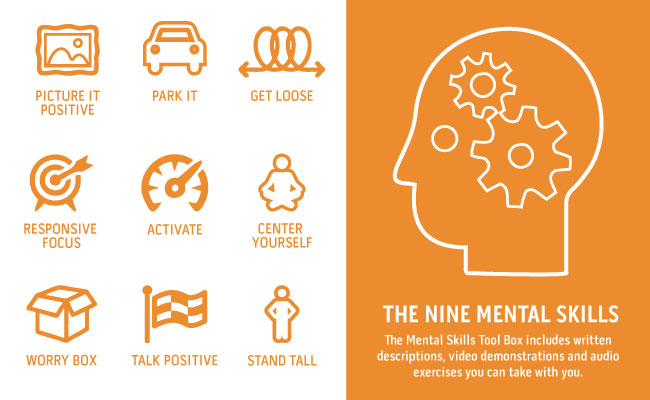 PICTURE IT
POSITIVE
PARK IT
GET LOOSE
RESPONSIVE
FOCUS
ACTIVATE
CENTER
YOURSELF
WORRY BOX
TALK POSITIVE
STAND TALL
THE NINE MENTAL SKILLS
The Mental Skills Tool Box includes written
descriptions, video demonstrations and audio
exercises you can take with you.